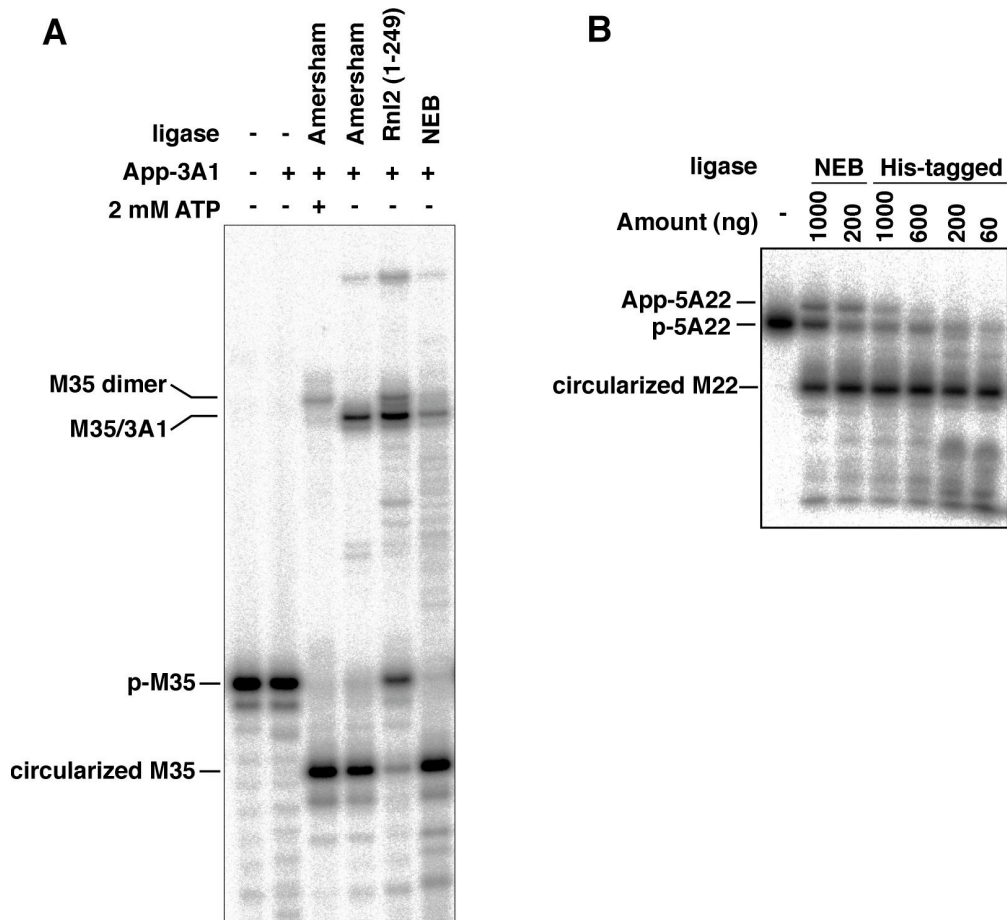 A
ligase - - Amersham Amersham Rnl2 (1-249) NEB
App-3A1 - + + + + +
2 mM ATP - - + - - -
M35 dimer
M35/3A1
p-M35
circularized M35
B
ligase NEB His-tagged
Amount (ng) - 1000 200 1000 600 200 60
App-5A22
p-5A22
circularized M22